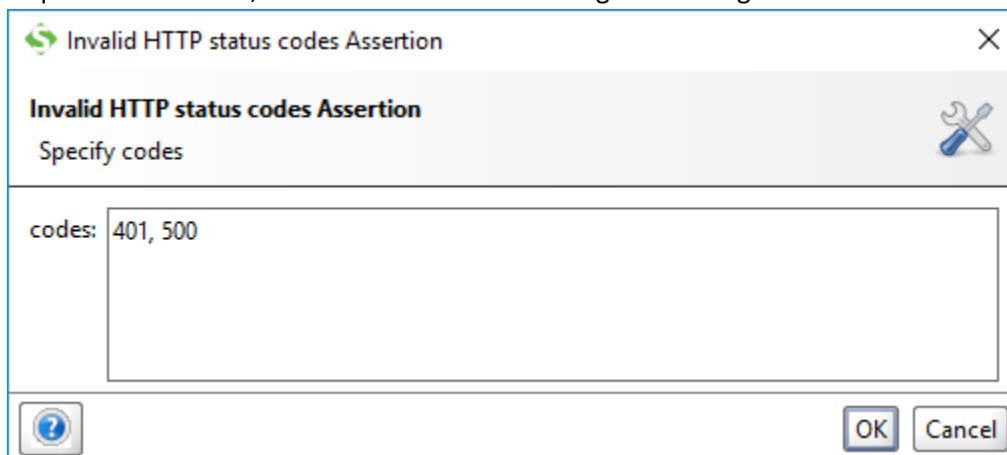 Invalid HTTP status codes Assertion
Invalid HTTP status codes Assertion
Specify codes
codes: 401, 500
OK Cancel